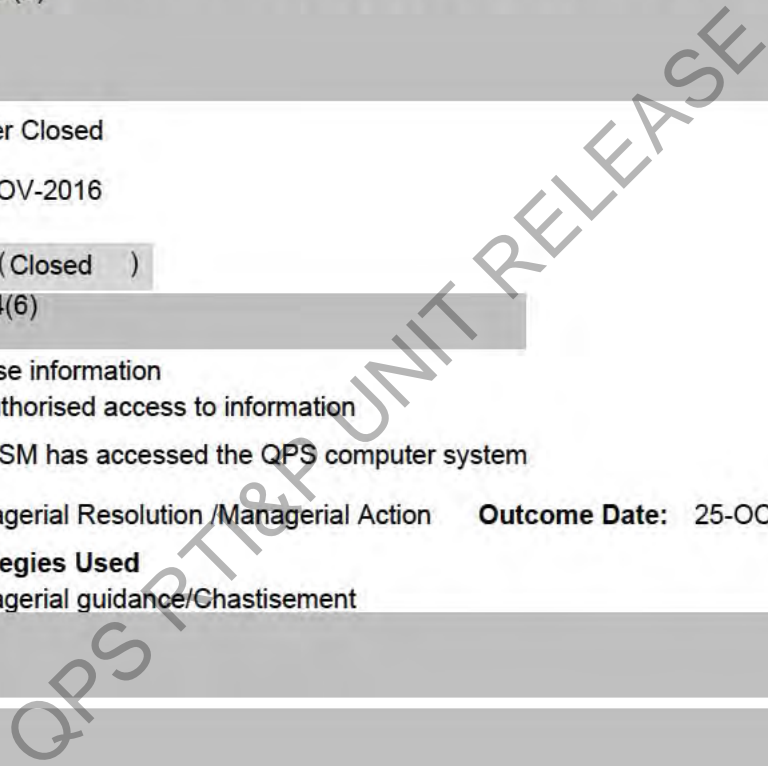 er Closed
OV-2016
(Closed )
4(6)
se information
uthorised access to information
SM has accessed the QPS computer system
agerial Resolution /Managerial Action Outcome Date: 25-OC
egies Used
agerial guidance/Chastisement
QPS RTI&P UNIT RELEASE